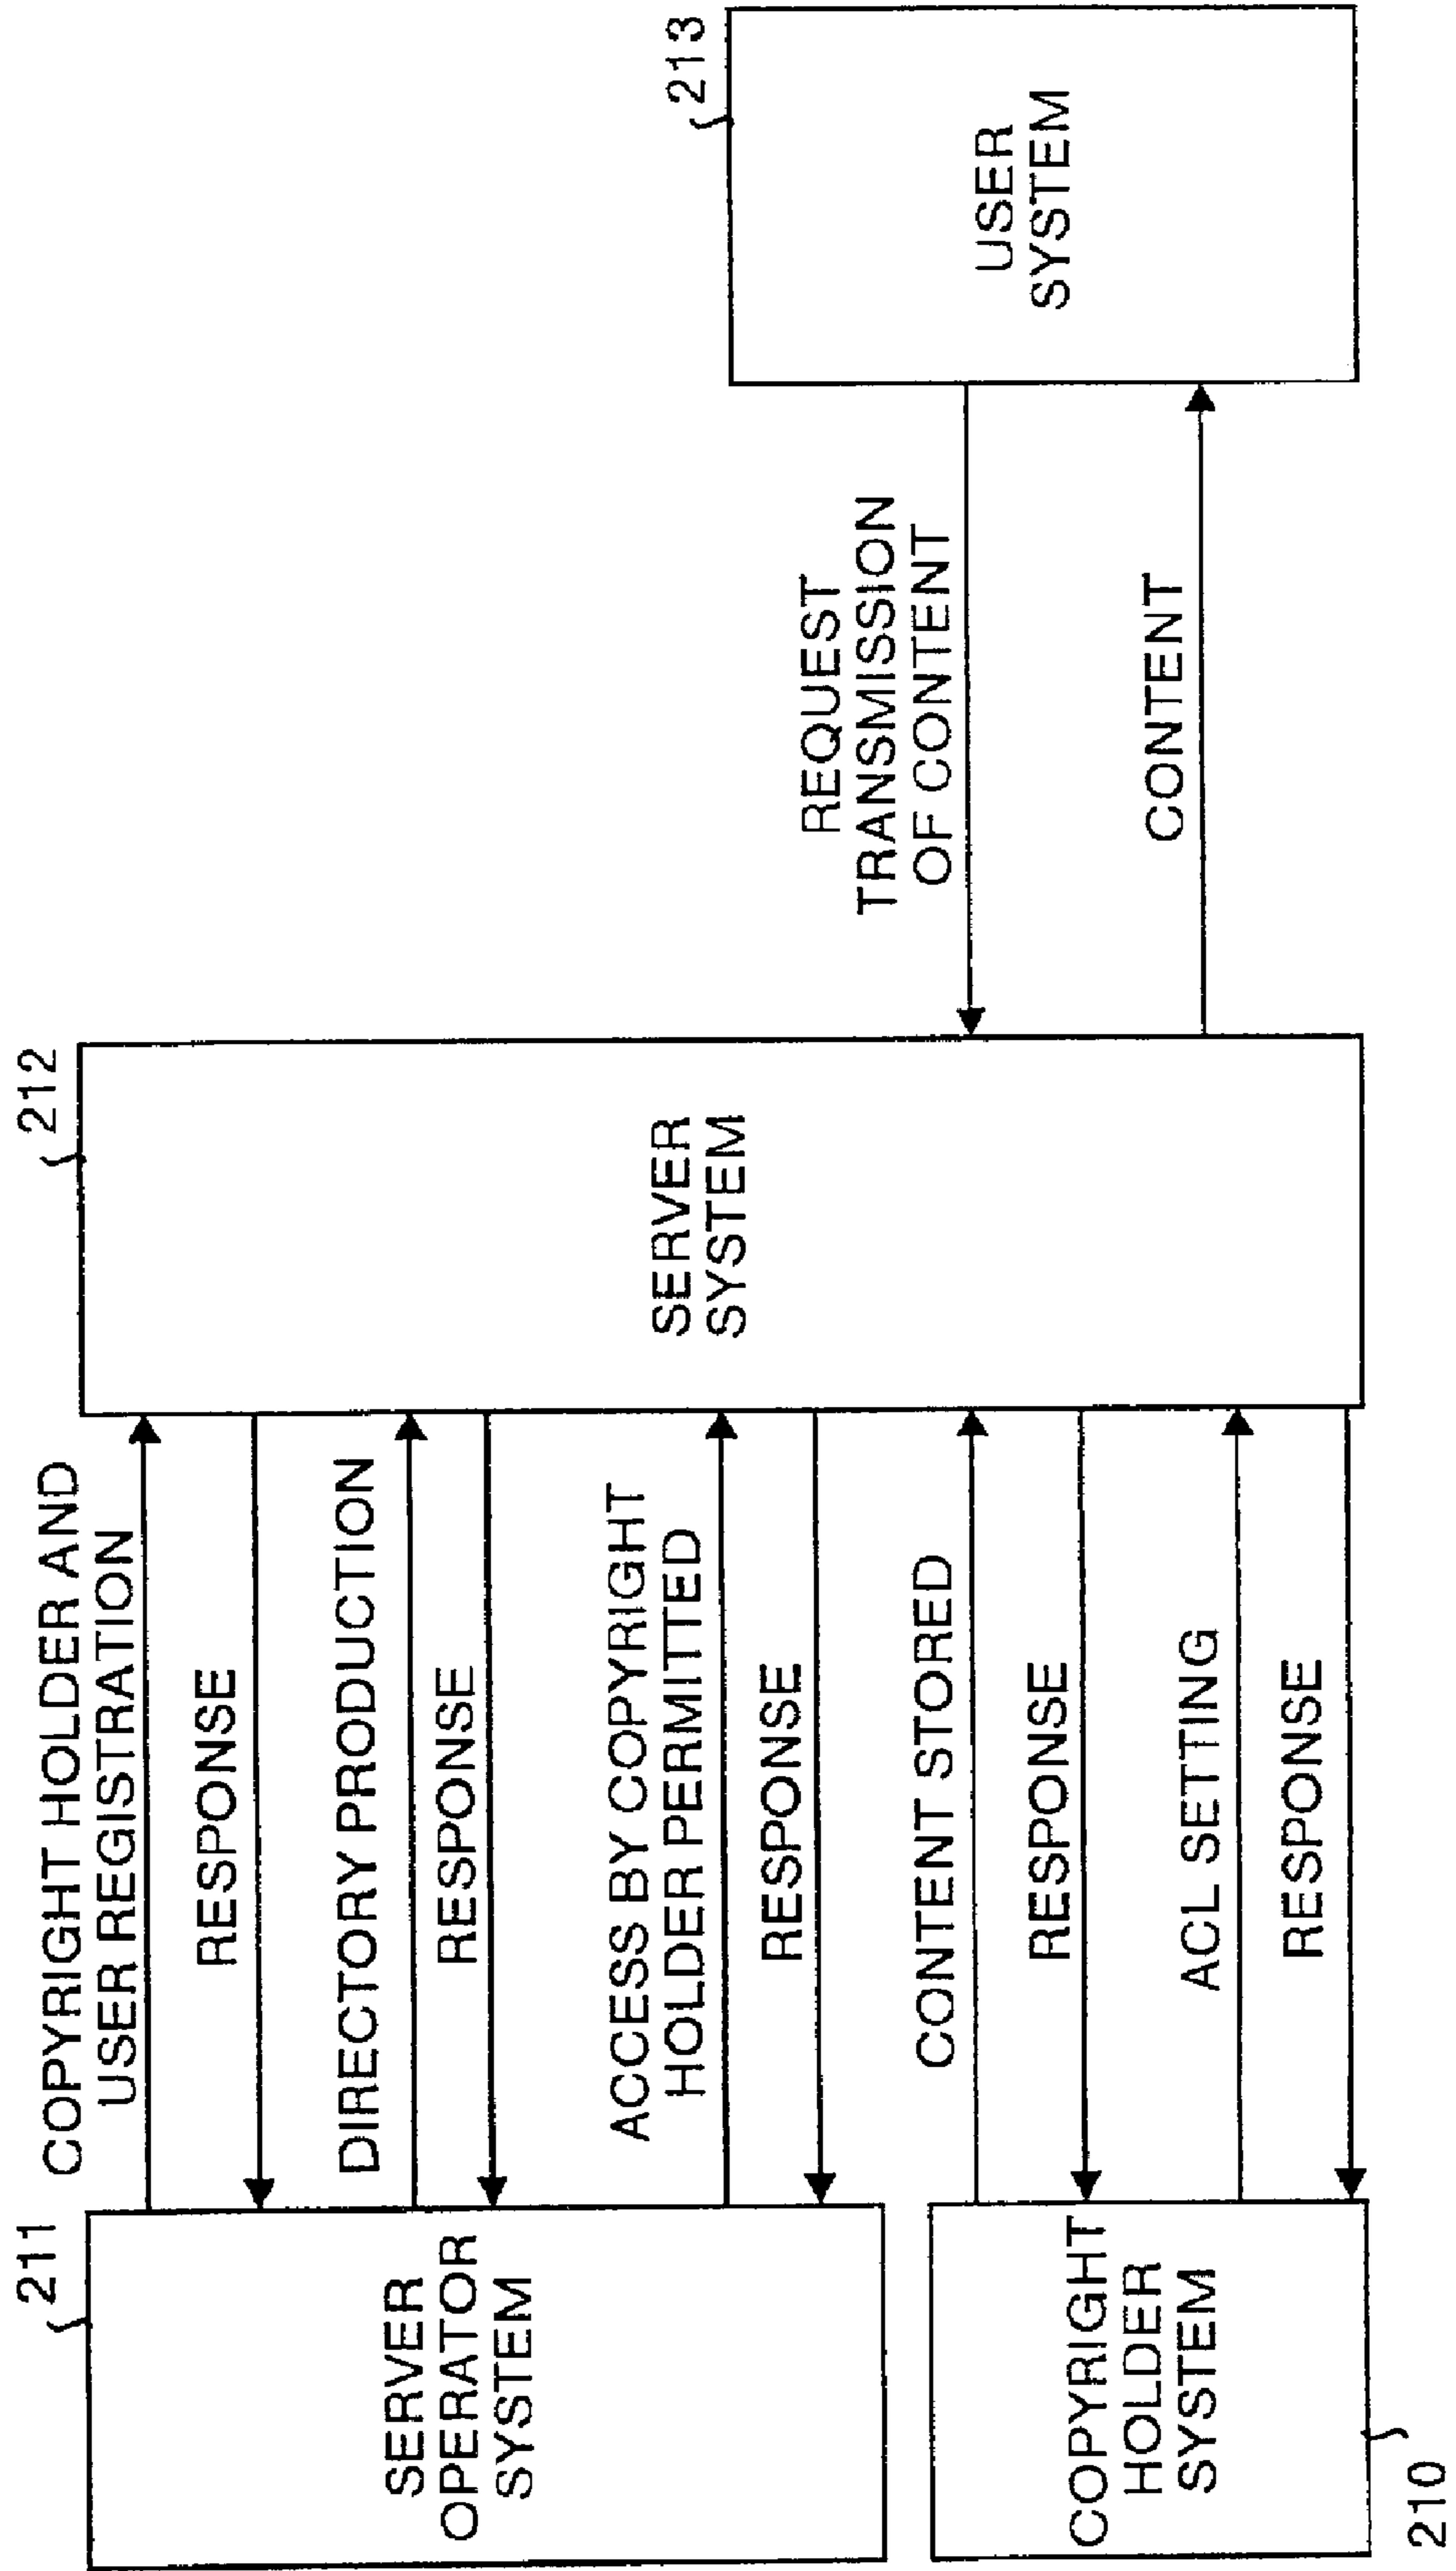 211
SERVER
OPERATOR
SYSTEM
COPYRIGHT
HOLDER
SYSTEM
210
COPYRIGHT HOLDER AND
USER REGISTRATION
RESPONSE
DIRECTORY PRODUCTION
RESPONSE
ACCESS BY COPYRIGHT
HOLDER PERMITTED
RESPONSE
CONTENT STORED
RESPONSE
ACL SETTING
RESPONSE
212
SERVER
SYSTEM
REQUEST
TRANSMISSION
OF CONTENT
CONTENT
213
USER
SYSTEM